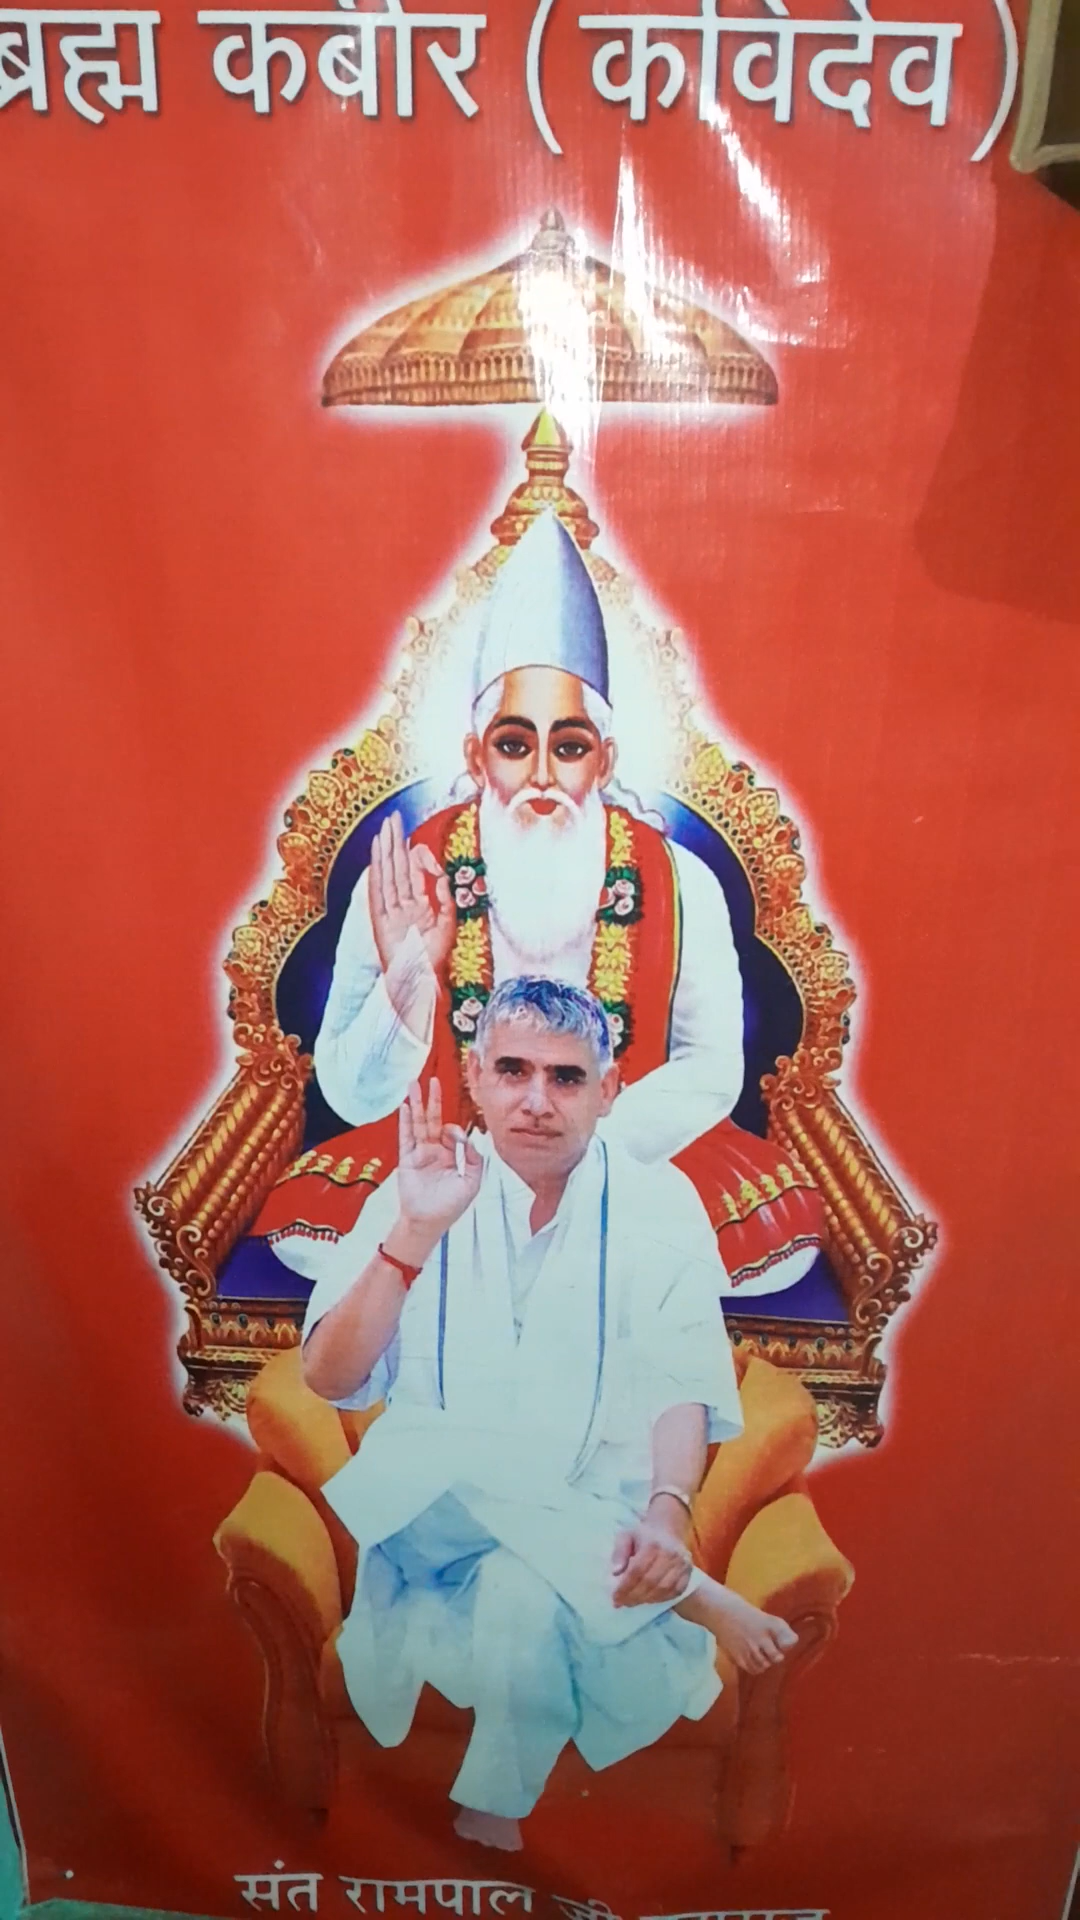 ब्रह्म कबीर ( कविर्देव )
संत रामपाल जी